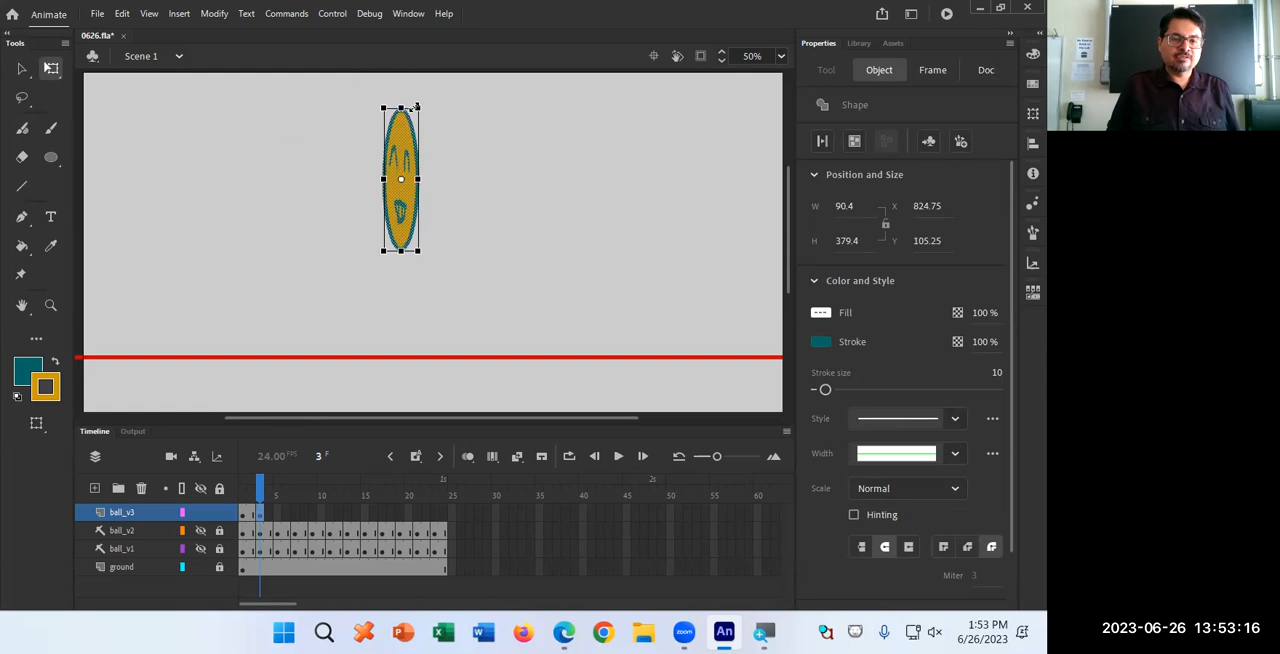 Animate File Edit View Insert Modify Text Commands Control Debug Window Help
0626.fla*
Tools
Scene 1
50%
Properties Library Assets
Tool Object Frame Doc
Shape
Position and Size
W 90.4 X 824.75
H 379.4 Y 105.25
Color and Style
Fill 100 %
Stroke 100 %
Stroke size 10
Style
Width
Scale Normal
Hinting
Miter 3
Timeline Output
24.00 FPS 3 F
1s 2s
5 10 15 20 25 30 35 40 45 50 55 60
ball_v3
ball_v2
ball_v1
ground
An
1:53 PM
6/26/2023
2023-06-26 13:53:16